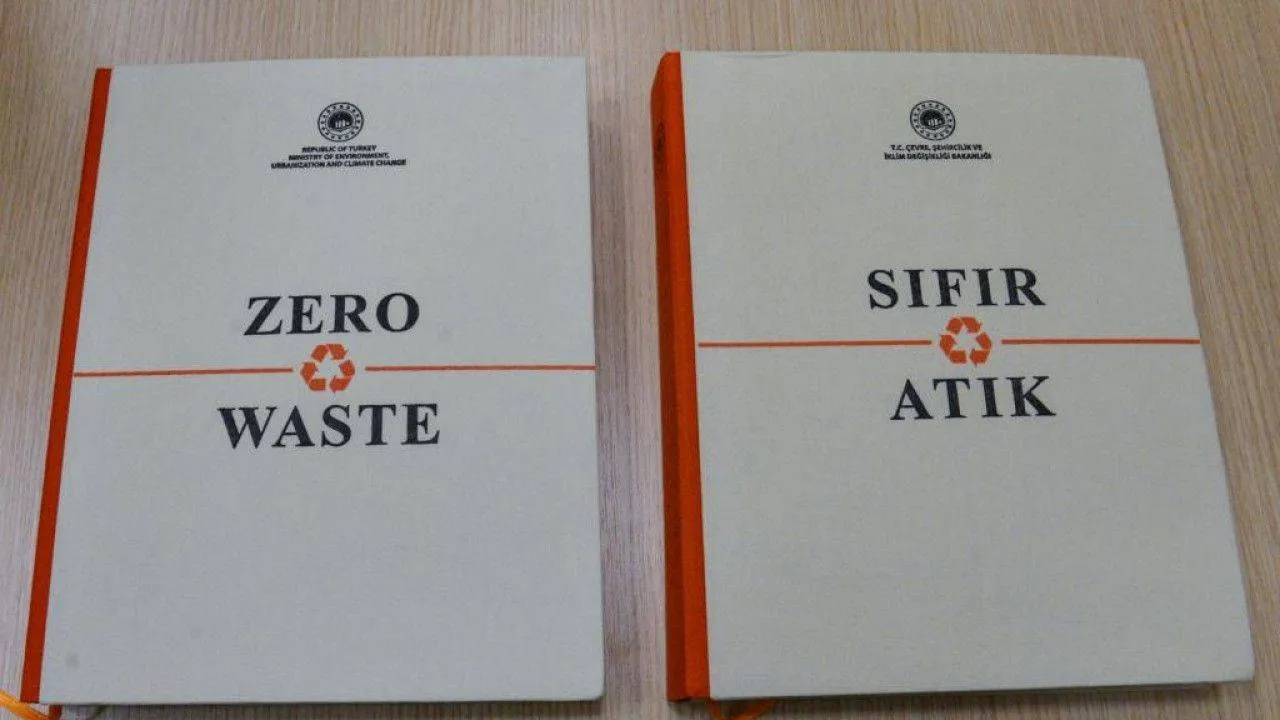 REPUBLIC OF TURKEY
MINISTRY OF ENVIRONMENT,
URBANIZATION AND CLIMATE CHANGE
ZERO
WASTE
T.C. ÇEVRE, ŞEHİRCİLİK VE
İKLİM DEĞİŞİKLİĞİ BAKANLIĞI
SIFIR
ATIK